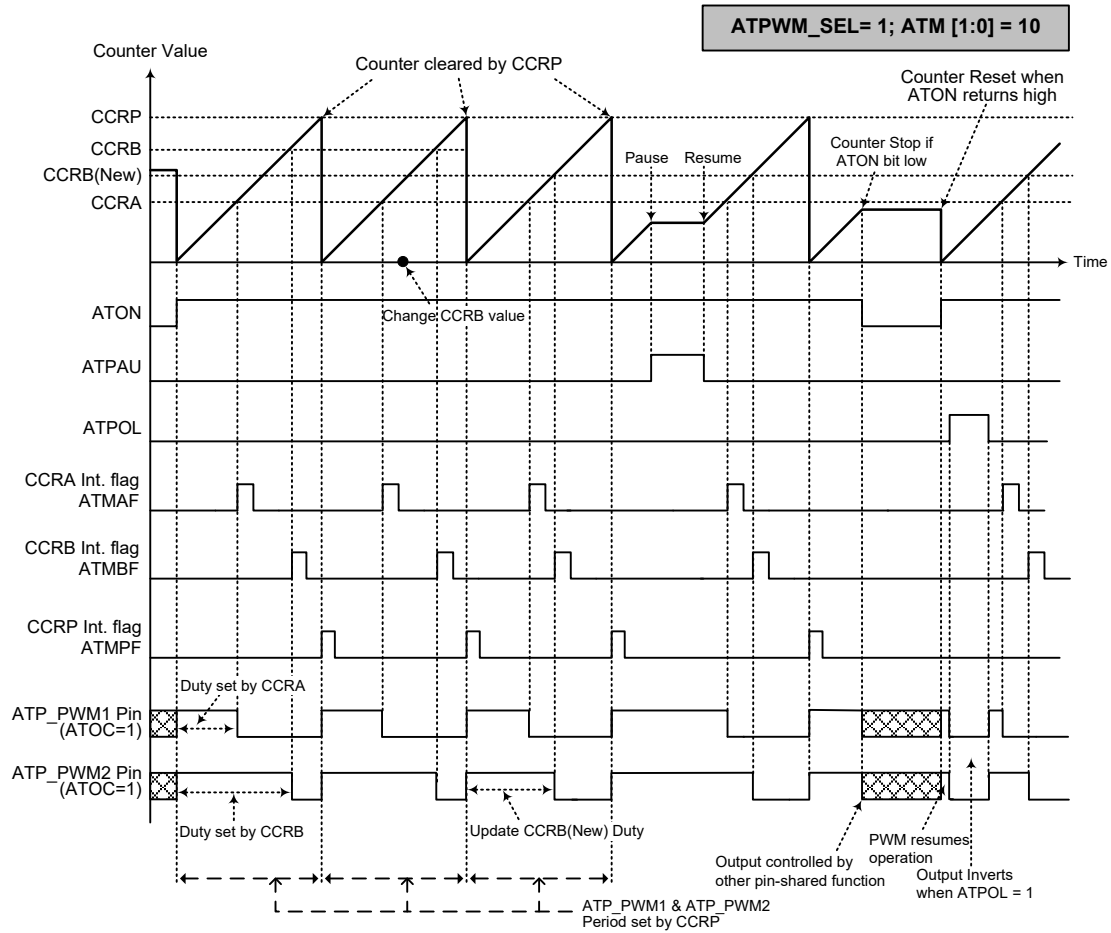 ATPWM_SEL= 1; ATM [1:0] = 10
Counter Value
Counter cleared by CCRP
Counter Reset when
ATON returns high
CCRP
CCRB
CCRB(New)
CCRA
Pause
Resume
Counter Stop if
ATON bit low
Time
ATON
Change CCRB value
ATPAU
ATPOL
CCRA Int. flag
ATMAF
CCRB Int. flag
ATMBF
CCRP Int. flag
ATMPF
Duty set by CCRA
ATP_PWM1 Pin
(ATOC=1)
ATP_PWM2 Pin
(ATOC=1)
Duty set by CCRB
Update CCRB(New) Duty
PWM resumes
operation
Output controlled by
other pin-shared function
Output Inverts
when ATPOL = 1
ATP_PWM1 & ATP_PWM2
Period set by CCRP